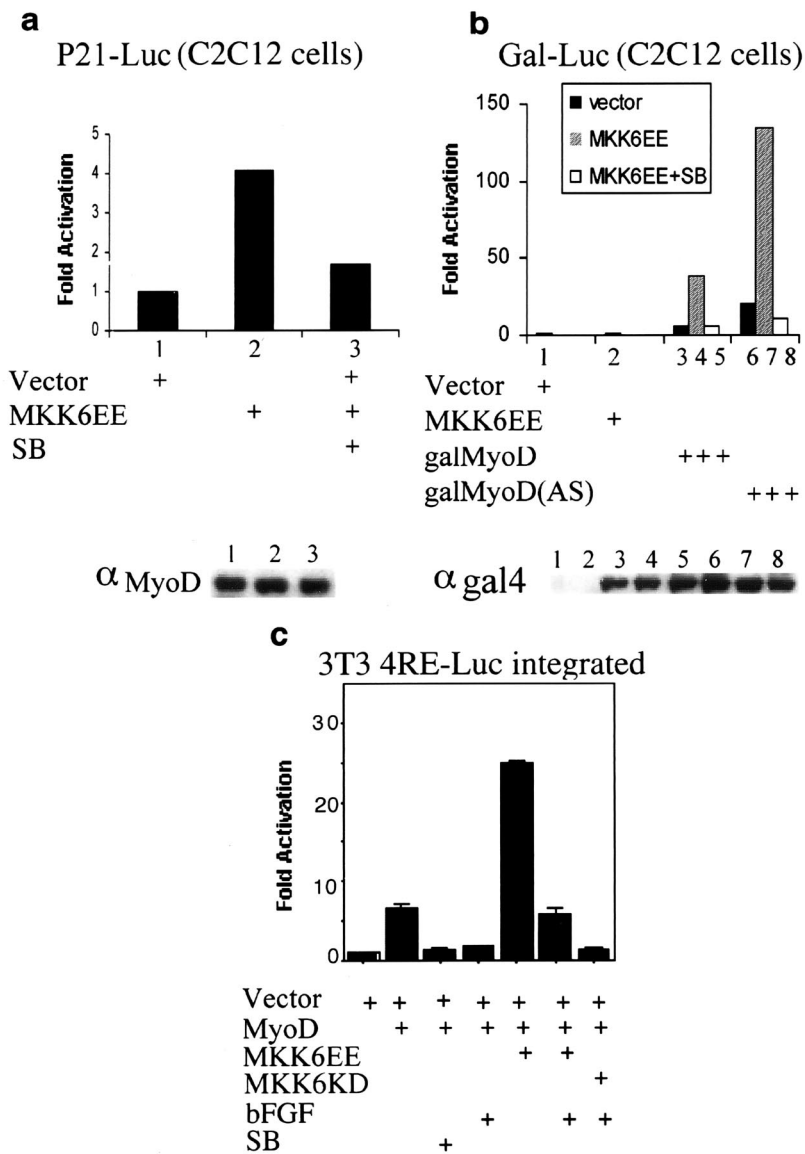 a
P21-Luc (C2C12 cells)
Fold Activation
5
4
3
2
1
0
1 2 3
Vector + +
MKK6EE + +
SB +
α MyoD
1 2 3
b
Gal-Luc (C2C12 cells)
vector
MKK6EE
MKK6EE+SB
Fold Activation
150
100
50
0
1 2 3 4 5 6 7 8
Vector +
MKK6EE +
galMyoD + + +
galMyoD(AS) + + +
α gal4
1 2 3 4 5 6 7 8
c
3T3 4RE-Luc integrated
Fold Activation
30
20
10
0
Vector + + + + + + +
MyoD + + + + + +
MKK6EE + +
MKK6KD +
bFGF + + +
SB +